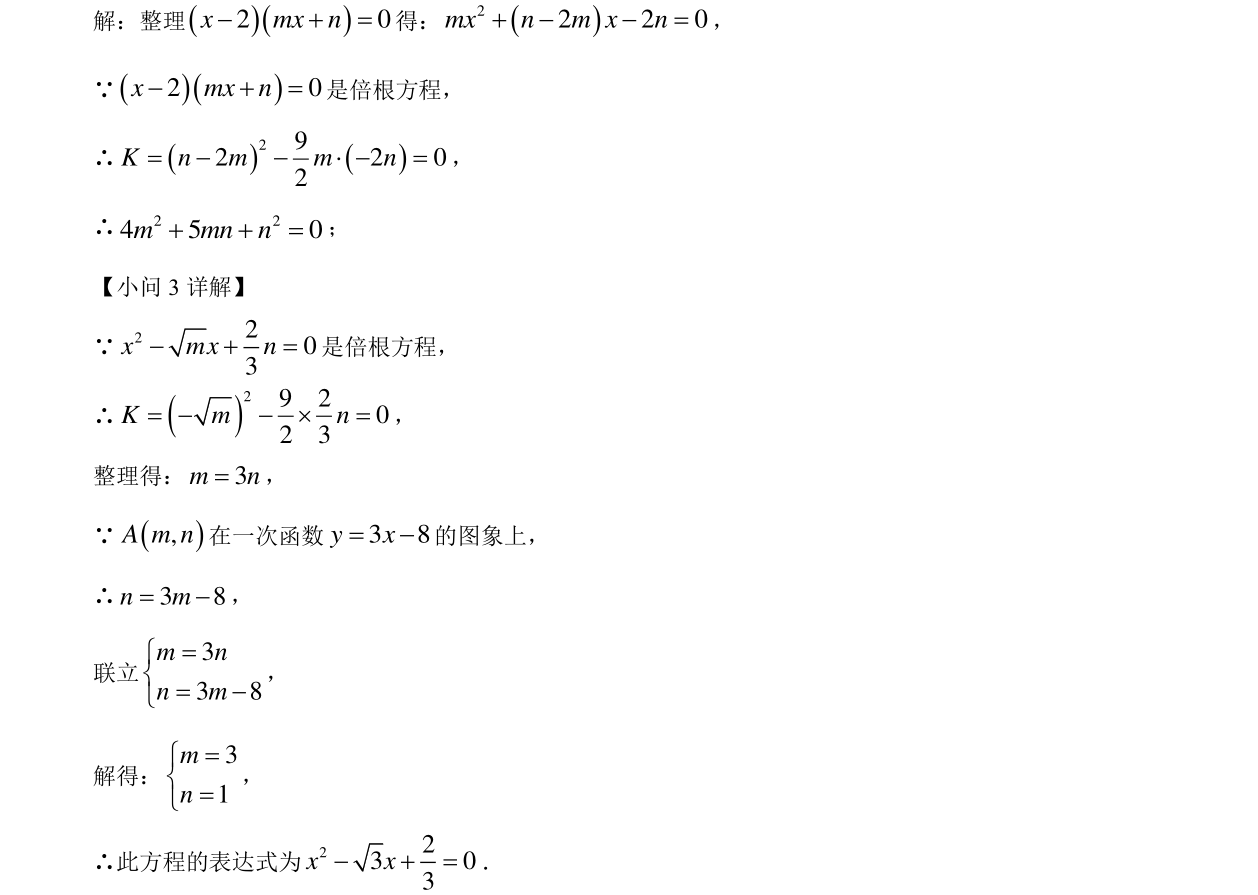 解：整理(x−2)(mx+n)=0得：mx²+(n−2m)x−2n=0，
∵(x−2)(mx+n)=0是倍根方程，
∴K=(n−2m)²−9/2 m·(−2n)=0，
∴4m²+5mn+n²=0；
【小问 3 详解】
∵x²−√m x+2/3 n=0是倍根方程，
∴K=(−√m)²−9/2×2/3 n=0，
整理得：m=3n，
∵A(m,n)在一次函数y=3x−8的图象上，
∴n=3m−8，
联立{m=3n
n=3m−8，
解得：{m=3
n=1，
∴此方程的表达式为x²−√3x+2/3=0．